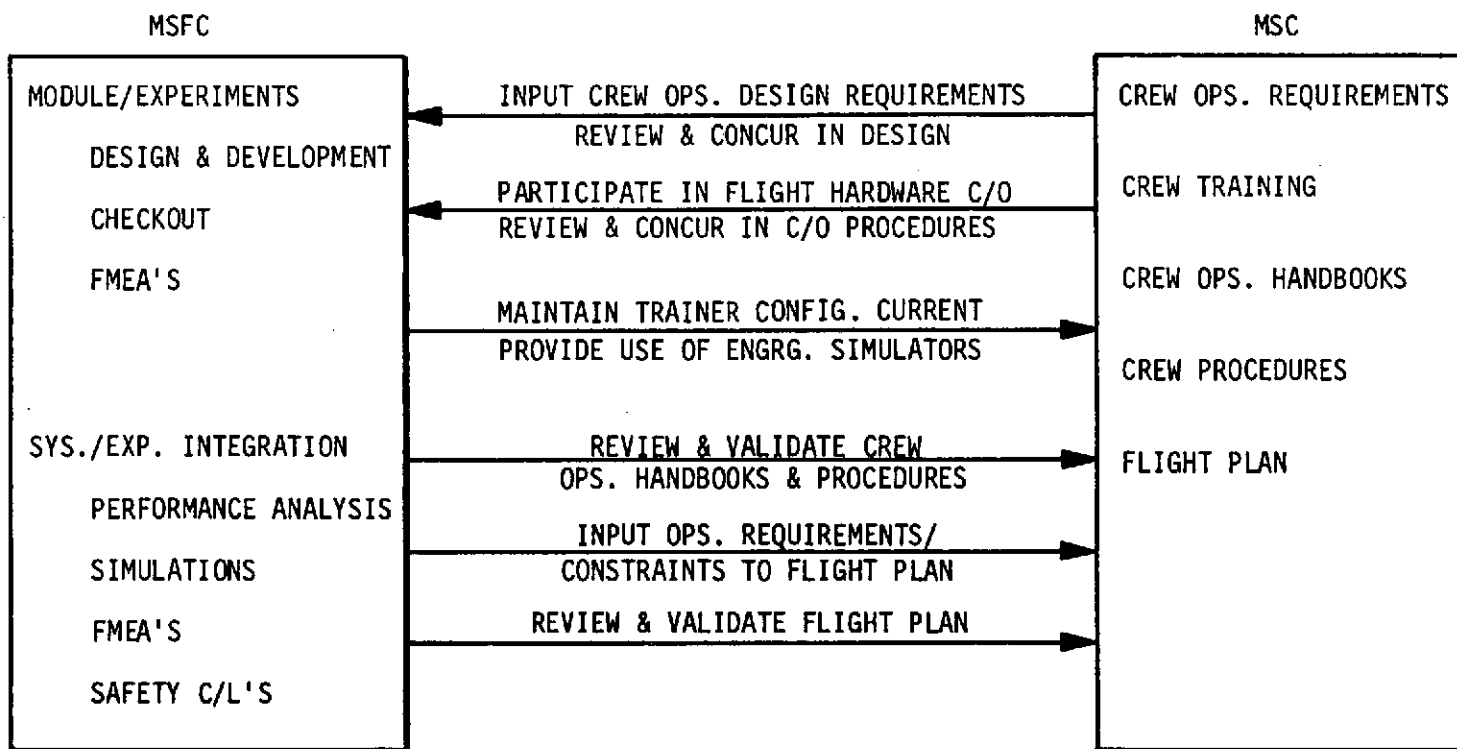 MSFC
MSC
MODULE/EXPERIMENTS
DESIGN & DEVELOPMENT
CHECKOUT
FMEA'S
SYS./EXP. INTEGRATION
PERFORMANCE ANALYSIS
SIMULATIONS
FMEA'S
SAFETY C/L'S
INPUT CREW OPS. DESIGN REQUIREMENTS
REVIEW & CONCUR IN DESIGN
PARTICIPATE IN FLIGHT HARDWARE C/O
REVIEW & CONCUR IN C/O PROCEDURES
MAINTAIN TRAINER CONFIG. CURRENT
PROVIDE USE OF ENGRG. SIMULATORS
REVIEW & VALIDATE CREW
OPS. HANDBOOKS & PROCEDURES
INPUT OPS. REQUIREMENTS/
CONSTRAINTS TO FLIGHT PLAN
REVIEW & VALIDATE FLIGHT PLAN
CREW OPS. REQUIREMENTS
CREW TRAINING
CREW OPS. HANDBOOKS
CREW PROCEDURES
FLIGHT PLAN